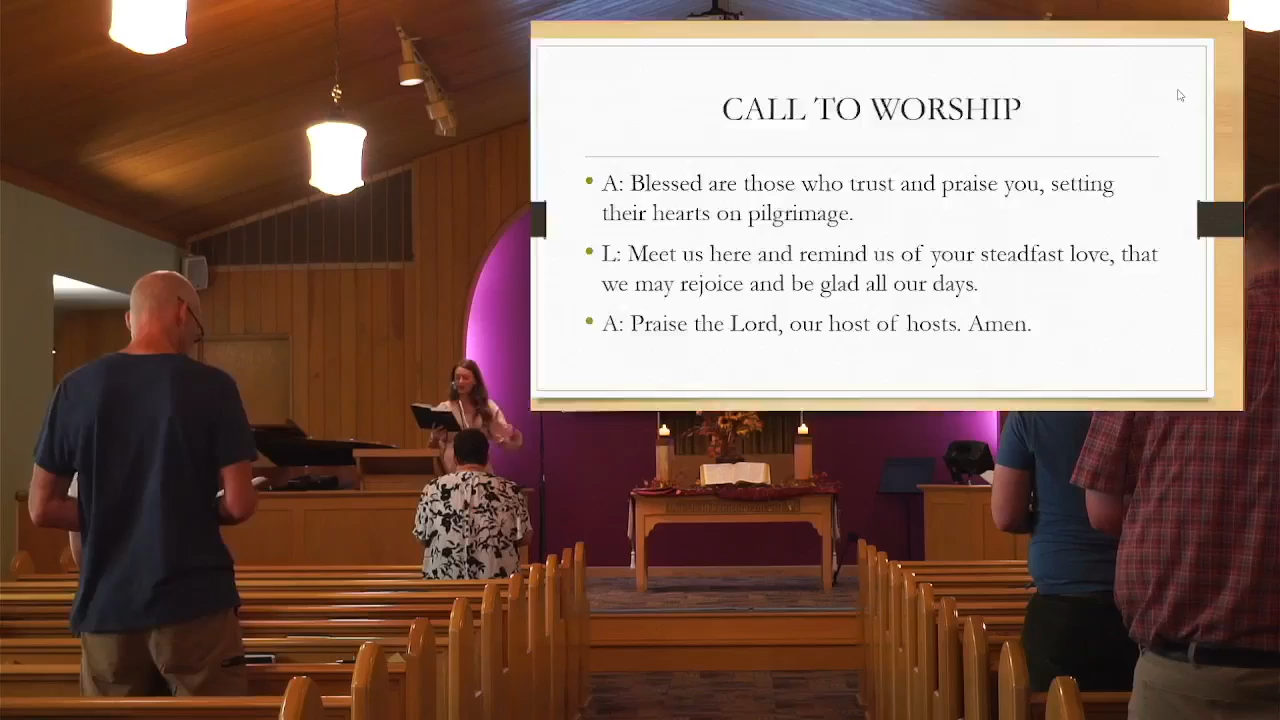 CALL TO WORSHIP
• A: Blessed are those who trust and praise you, setting
their hearts on pilgrimage.
• L: Meet us here and remind us of your steadfast love, that
we may rejoice and be glad all our days.
• A: Praise the Lord, our host of hosts. Amen.